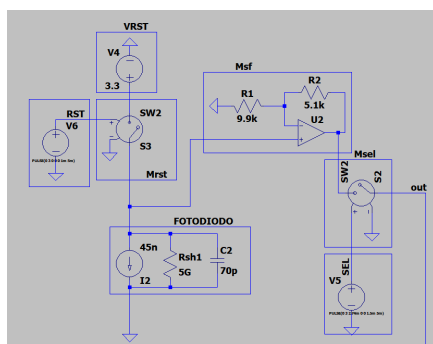 VRST
V4
3.3
RST
V6
SW2
S3
Mrst
Msf
R1
9.9k
R2
5.1k
U2
Msel
SW2
S2
out
FOTODIODO
45n
I2
Rsh1
5G
C2
70p
SEL
V5